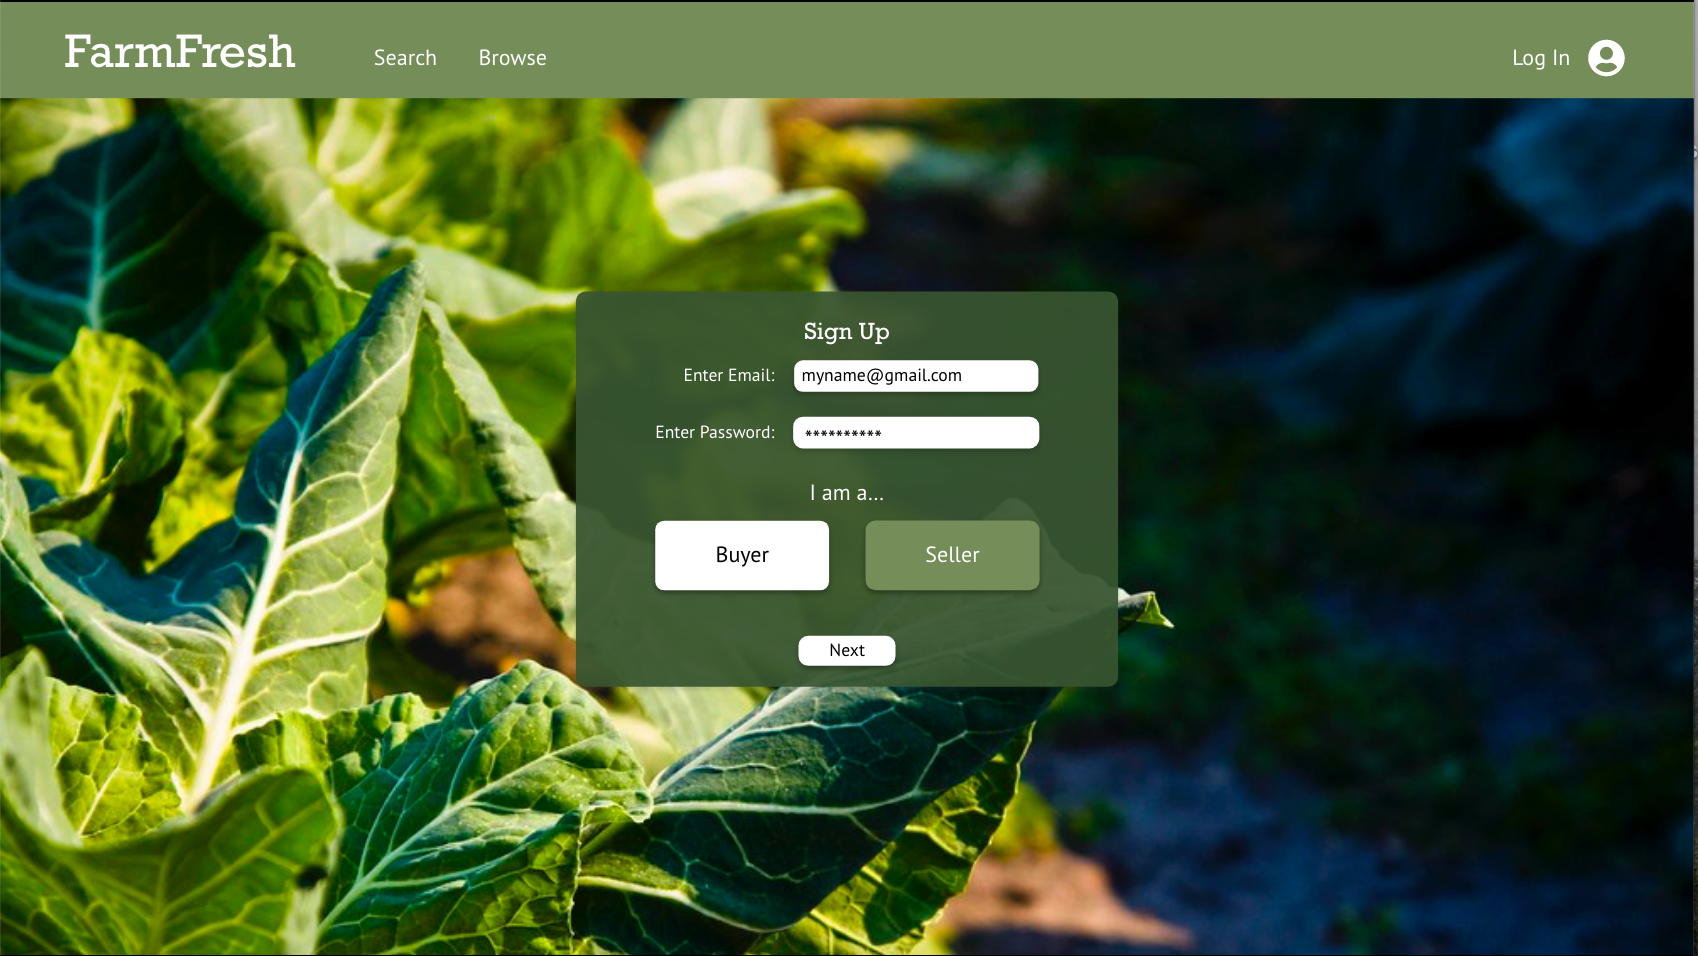 FarmFresh Search Browse Log In
Sign Up
Enter Email: myname@gmail.com
Enter Password: **********
I am a...
Buyer Seller
Next